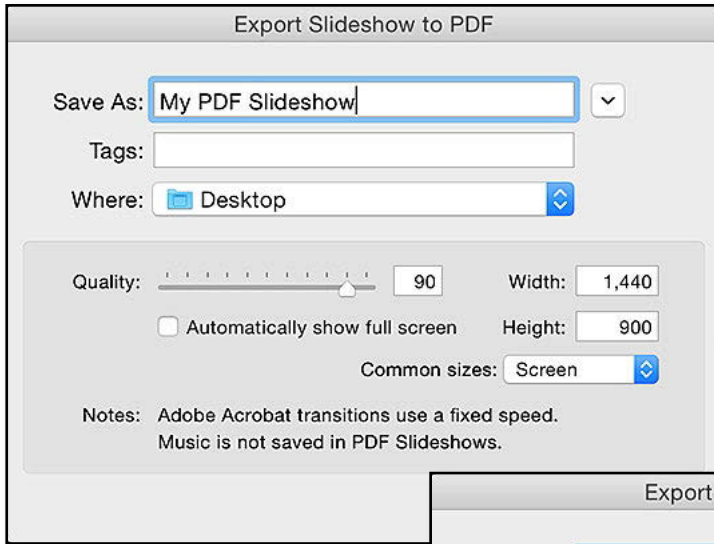 Export Slideshow to PDF
Save As: My PDF Slideshow
Tags:
Where: Desktop
Quality: 90 Width: 1,440
Automatically show full screen Height: 900
Common sizes: Screen
Notes: Adobe Acrobat transitions use a fixed speed.
Music is not saved in PDF Slideshows.
Export